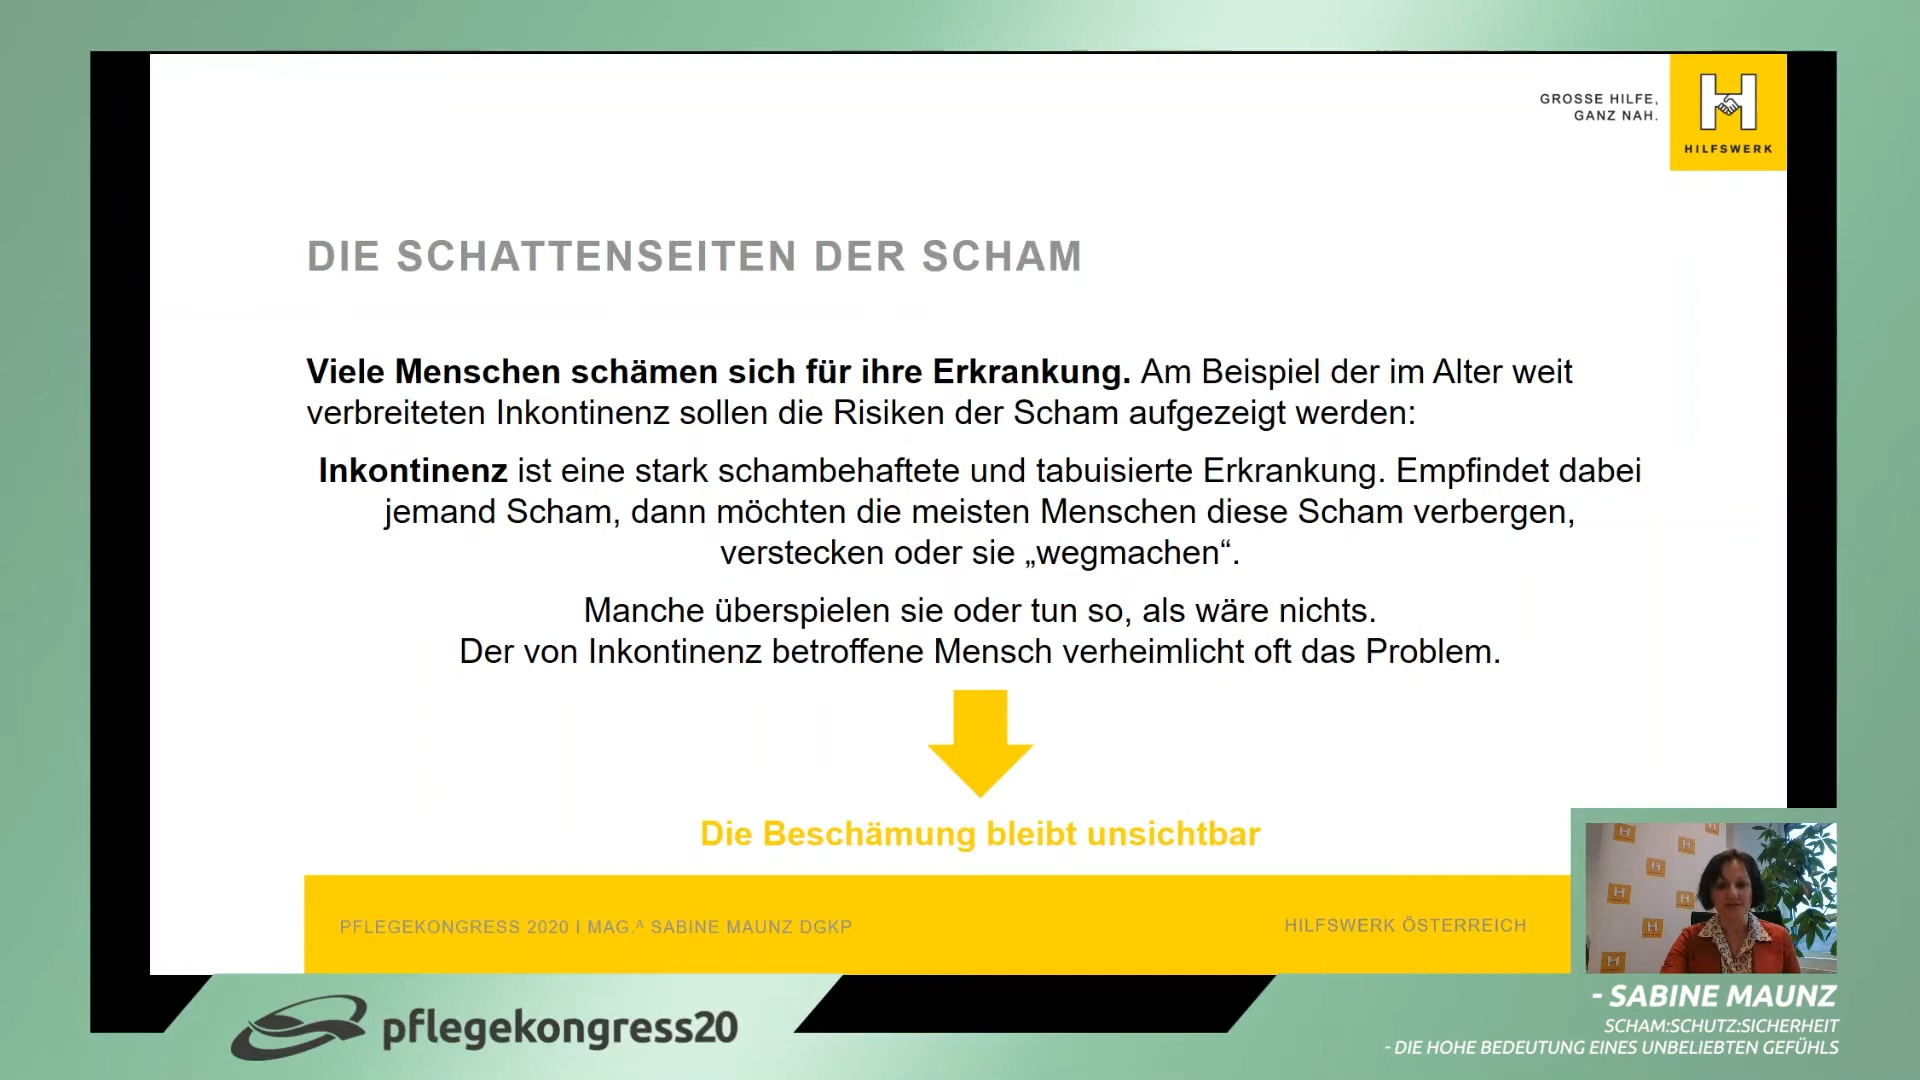 GROSSE HILFE,
GANZ NAH.
HILFSWERK
DIE SCHATTENSEITEN DER SCHAM
Viele Menschen schämen sich für ihre Erkrankung. Am Beispiel der im Alter weit
verbreiteten Inkontinenz sollen die Risiken der Scham aufgezeigt werden:
Inkontinenz ist eine stark schambehaftete und tabuisierte Erkrankung. Empfindet dabei
jemand Scham, dann möchten die meisten Menschen diese Scham verbergen,
verstecken oder sie „wegmachen“.
Manche überspielen sie oder tun so, als wäre nichts.
Der von Inkontinenz betroffene Mensch verheimlicht oft das Problem.
Die Beschämung bleibt unsichtbar
PFLEGEKONGRESS 2020 I MAG.ᴬ SABINE MAUNZ DGKP
HILFSWERK ÖSTERREICH
pflegekongress20
- SABINE MAUNZ
SCHAM:SCHUTZ:SICHERHEIT
- DIE HOHE BEDEUTUNG EINES UNBELIEBTEN GEFÜHLS